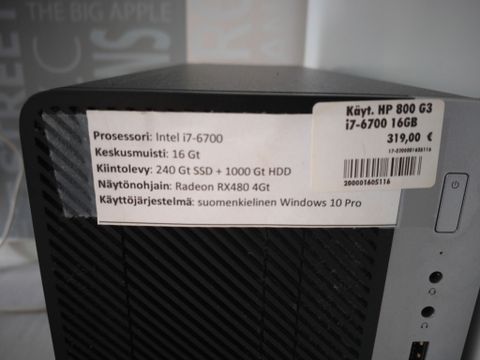 THE BIG APPLE
Prosessori: Intel i7-6700
Keskusmuisti: 16 Gt
Kiintolevy: 240 Gt SSD + 1000 Gt HDD
Näytönohjain: Radeon RX480 4Gt
Käyttöjärjestelmä: suomenkielinen Windows 10 Pro
Käyt. HP 800 G3
i7-6700 16GB
319,00 €
200001605116